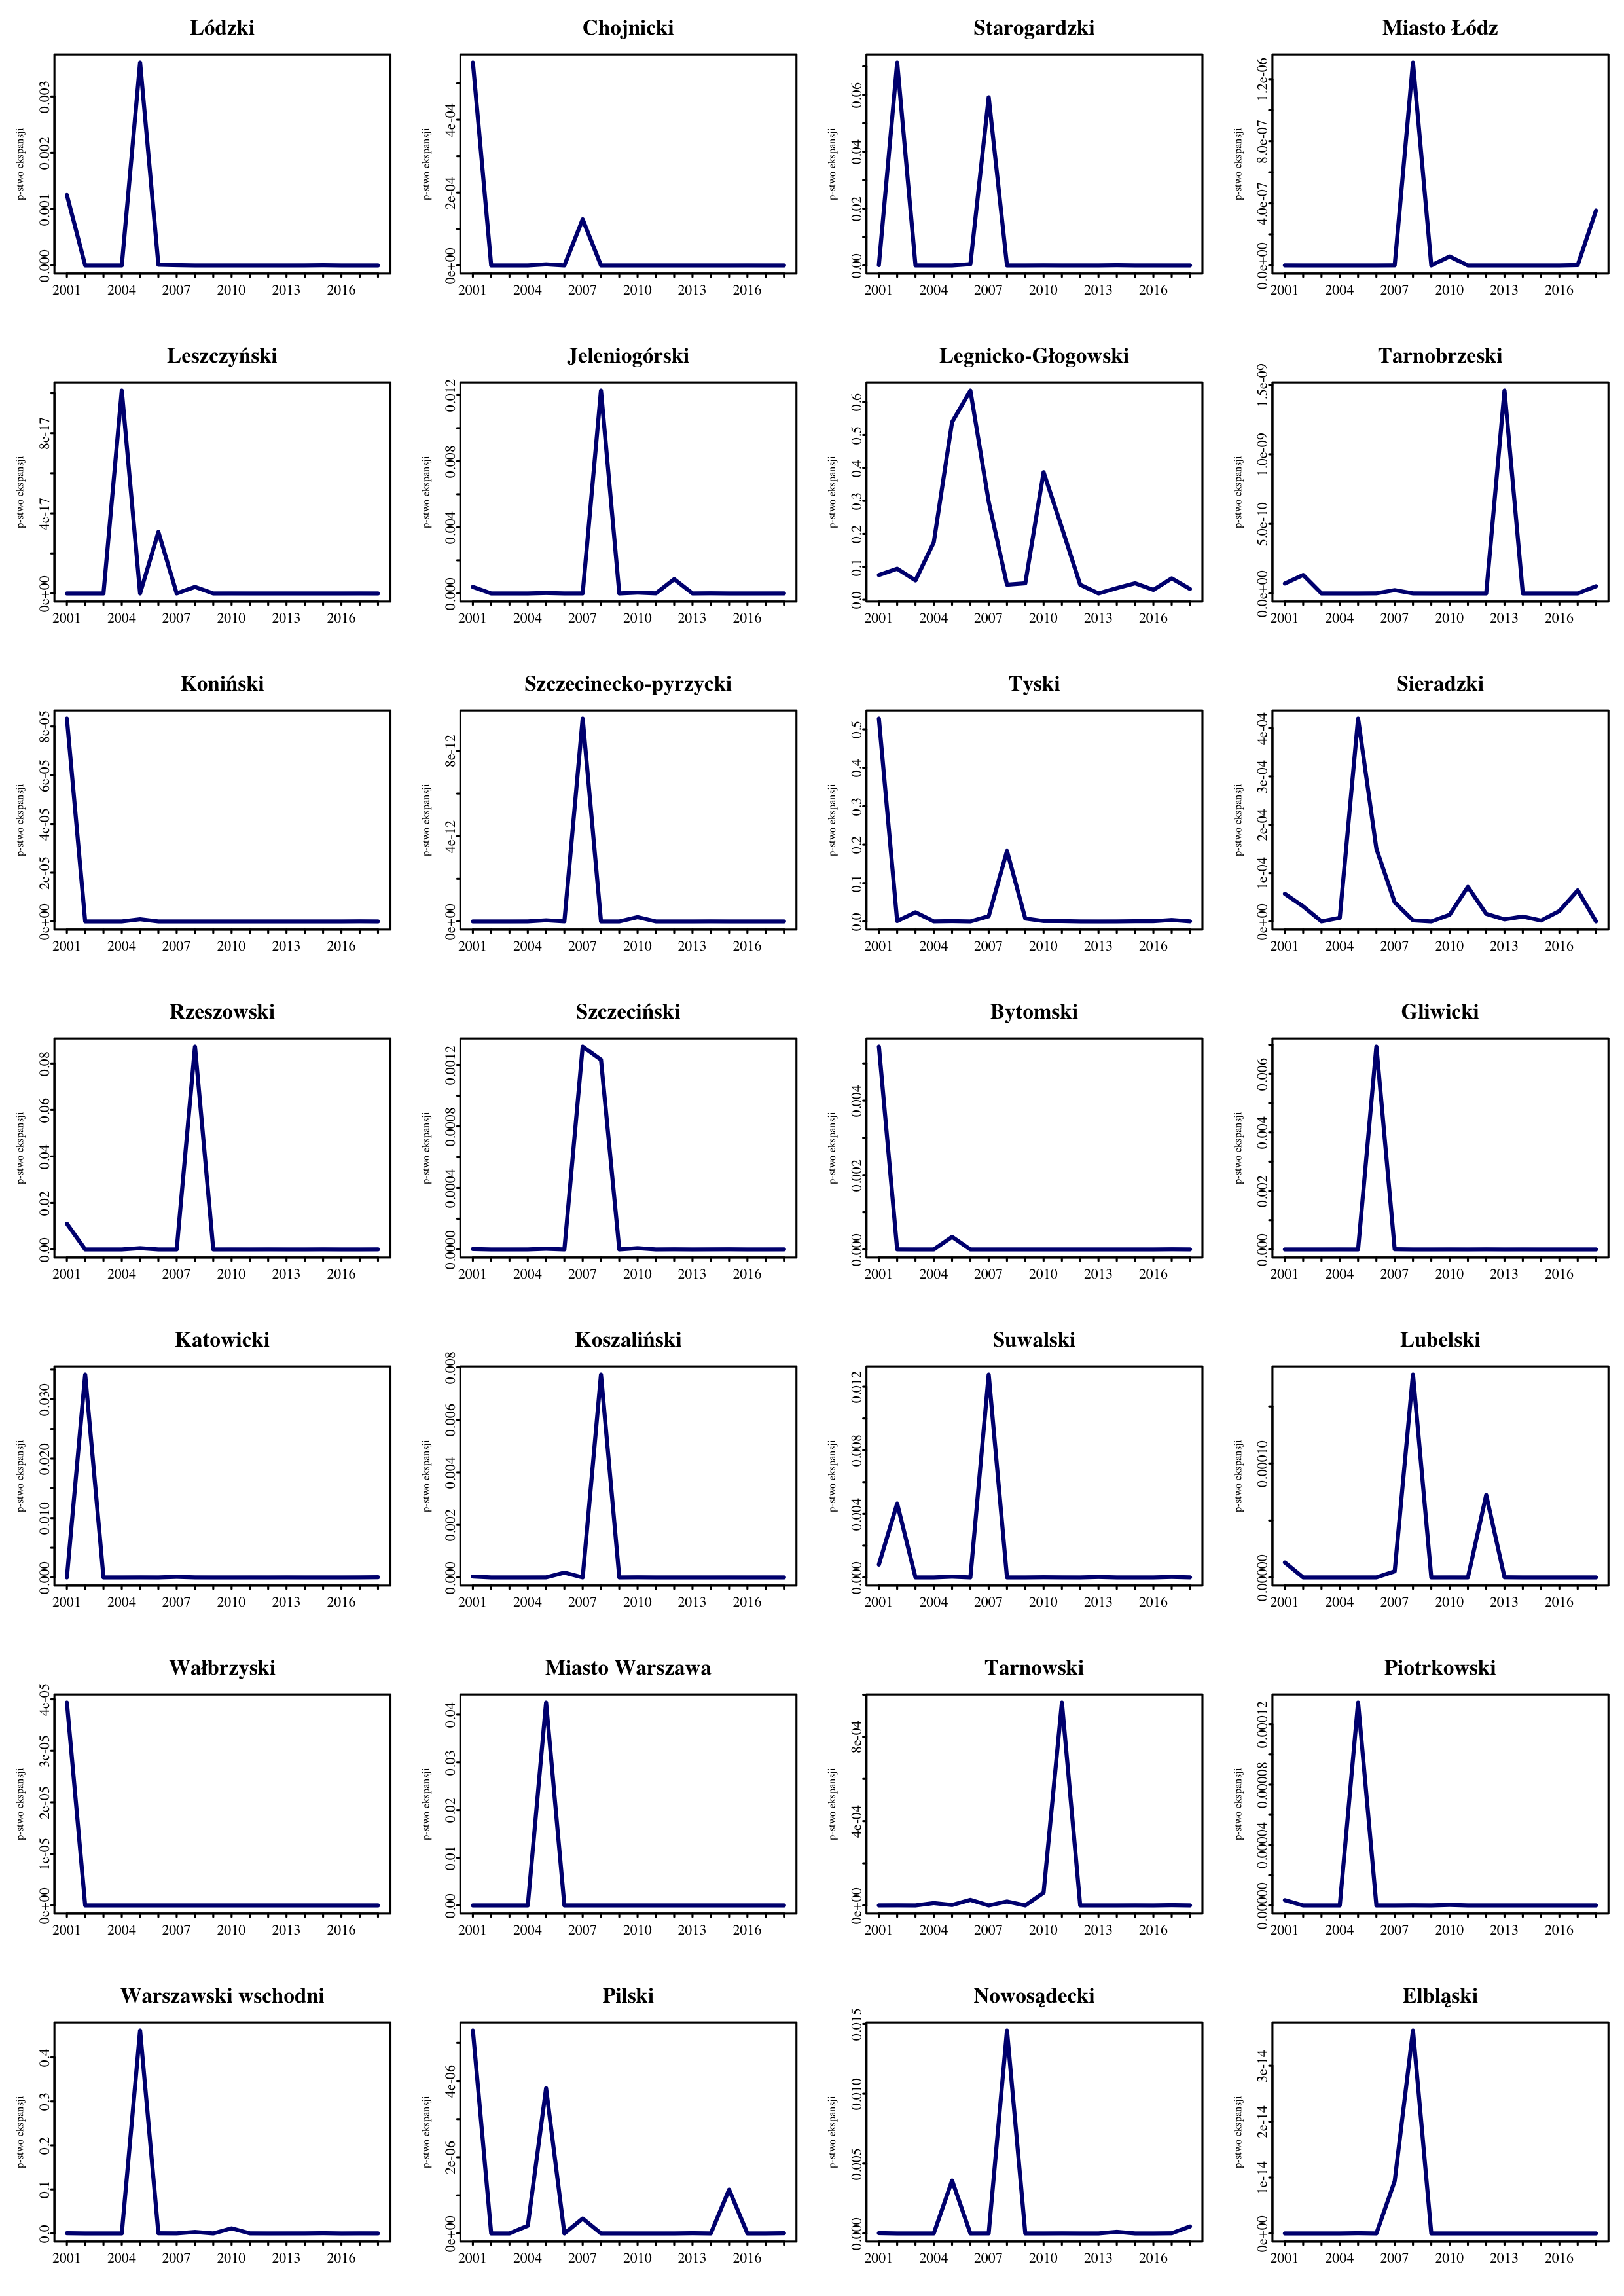 Lódzki
p-stwo ekspansji
0.000 0.001 0.002 0.003
2001 2004 2007 2010 2013 2016
Chojnicki
p-stwo ekspansji
0e+00 2e-04 4e-04
2001 2004 2007 2010 2013 2016
Starogardzki
p-stwo ekspansji
0.00 0.02 0.04 0.06
2001 2004 2007 2010 2013 2016
Miasto Łódz
p-stwo ekspansji
0.0e+00 4.0e-07 8.0e-07 1.2e-06
2001 2004 2007 2010 2013 2016
Leszczyński
p-stwo ekspansji
0e+00 4e-17 8e-17
2001 2004 2007 2010 2013 2016
Jeleniogórski
p-stwo ekspansji
0.000 0.004 0.008 0.012
2001 2004 2007 2010 2013 2016
Legnicko-Głogowski
p-stwo ekspansji
0.0 0.1 0.2 0.3 0.4 0.5 0.6
2001 2004 2007 2010 2013 2016
Tarnobrzeski
p-stwo ekspansji
0.0e+00 5.0e-10 1.0e-09 1.5e-09
2001 2004 2007 2010 2013 2016
Koniński
p-stwo ekspansji
0e+00 2e-05 4e-05 6e-05 8e-05
2001 2004 2007 2010 2013 2016
Szczecinecko-pyrzycki
p-stwo ekspansji
0e+00 4e-12 8e-12
2001 2004 2007 2010 2013 2016
Tyski
p-stwo ekspansji
0.0 0.1 0.2 0.3 0.4 0.5
2001 2004 2007 2010 2013 2016
Sieradzki
p-stwo ekspansji
0e+00 1e-04 2e-04 3e-04 4e-04
2001 2004 2007 2010 2013 2016
Rzeszowski
p-stwo ekspansji
0.00 0.02 0.04 0.06 0.08
2001 2004 2007 2010 2013 2016
Szczeciński
p-stwo ekspansji
0.0000 0.0004 0.0008 0.0012
2001 2004 2007 2010 2013 2016
Bytomski
p-stwo ekspansji
0.000 0.002 0.004
2001 2004 2007 2010 2013 2016
Gliwicki
p-stwo ekspansji
0.000 0.002 0.004 0.006
2001 2004 2007 2010 2013 2016
Katowicki
p-stwo ekspansji
0.000 0.010 0.020 0.030
2001 2004 2007 2010 2013 2016
Koszaliński
p-stwo ekspansji
0.000 0.002 0.004 0.006 0.008
2001 2004 2007 2010 2013 2016
Suwalski
p-stwo ekspansji
0.000 0.004 0.008 0.012
2001 2004 2007 2010 2013 2016
Lubelski
p-stwo ekspansji
0.00000 0.00010
2001 2004 2007 2010 2013 2016
Wałbrzyski
p-stwo ekspansji
0e+00 1e-05 2e-05 3e-05 4e-05
2001 2004 2007 2010 2013 2016
Miasto Warszawa
p-stwo ekspansji
0.00 0.01 0.02 0.03 0.04
2001 2004 2007 2010 2013 2016
Tarnowski
p-stwo ekspansji
0e+00 4e-04 8e-04
2001 2004 2007 2010 2013 2016
Piotrkowski
p-stwo ekspansji
0.00000 0.00004 0.00008 0.00012
2001 2004 2007 2010 2013 2016
Warszawski wschodni
p-stwo ekspansji
0.0 0.1 0.2 0.3 0.4
2001 2004 2007 2010 2013 2016
Pilski
p-stwo ekspansji
0e+00 2e-06 4e-06
2001 2004 2007 2010 2013 2016
Nowosądecki
p-stwo ekspansji
0.000 0.005 0.010 0.015
2001 2004 2007 2010 2013 2016
Elbląski
p-stwo ekspansji
0e+00 1e-14 2e-14 3e-14
2001 2004 2007 2010 2013 2016